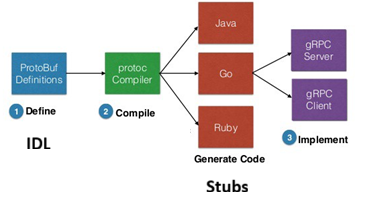 ProtoBuf
Definitions
protoc
Compiler
Java
Go
Ruby
gRPC
Server
gRPC
Client
1 Define
2 Compile
3 Implement
IDL
Generate Code
Stubs